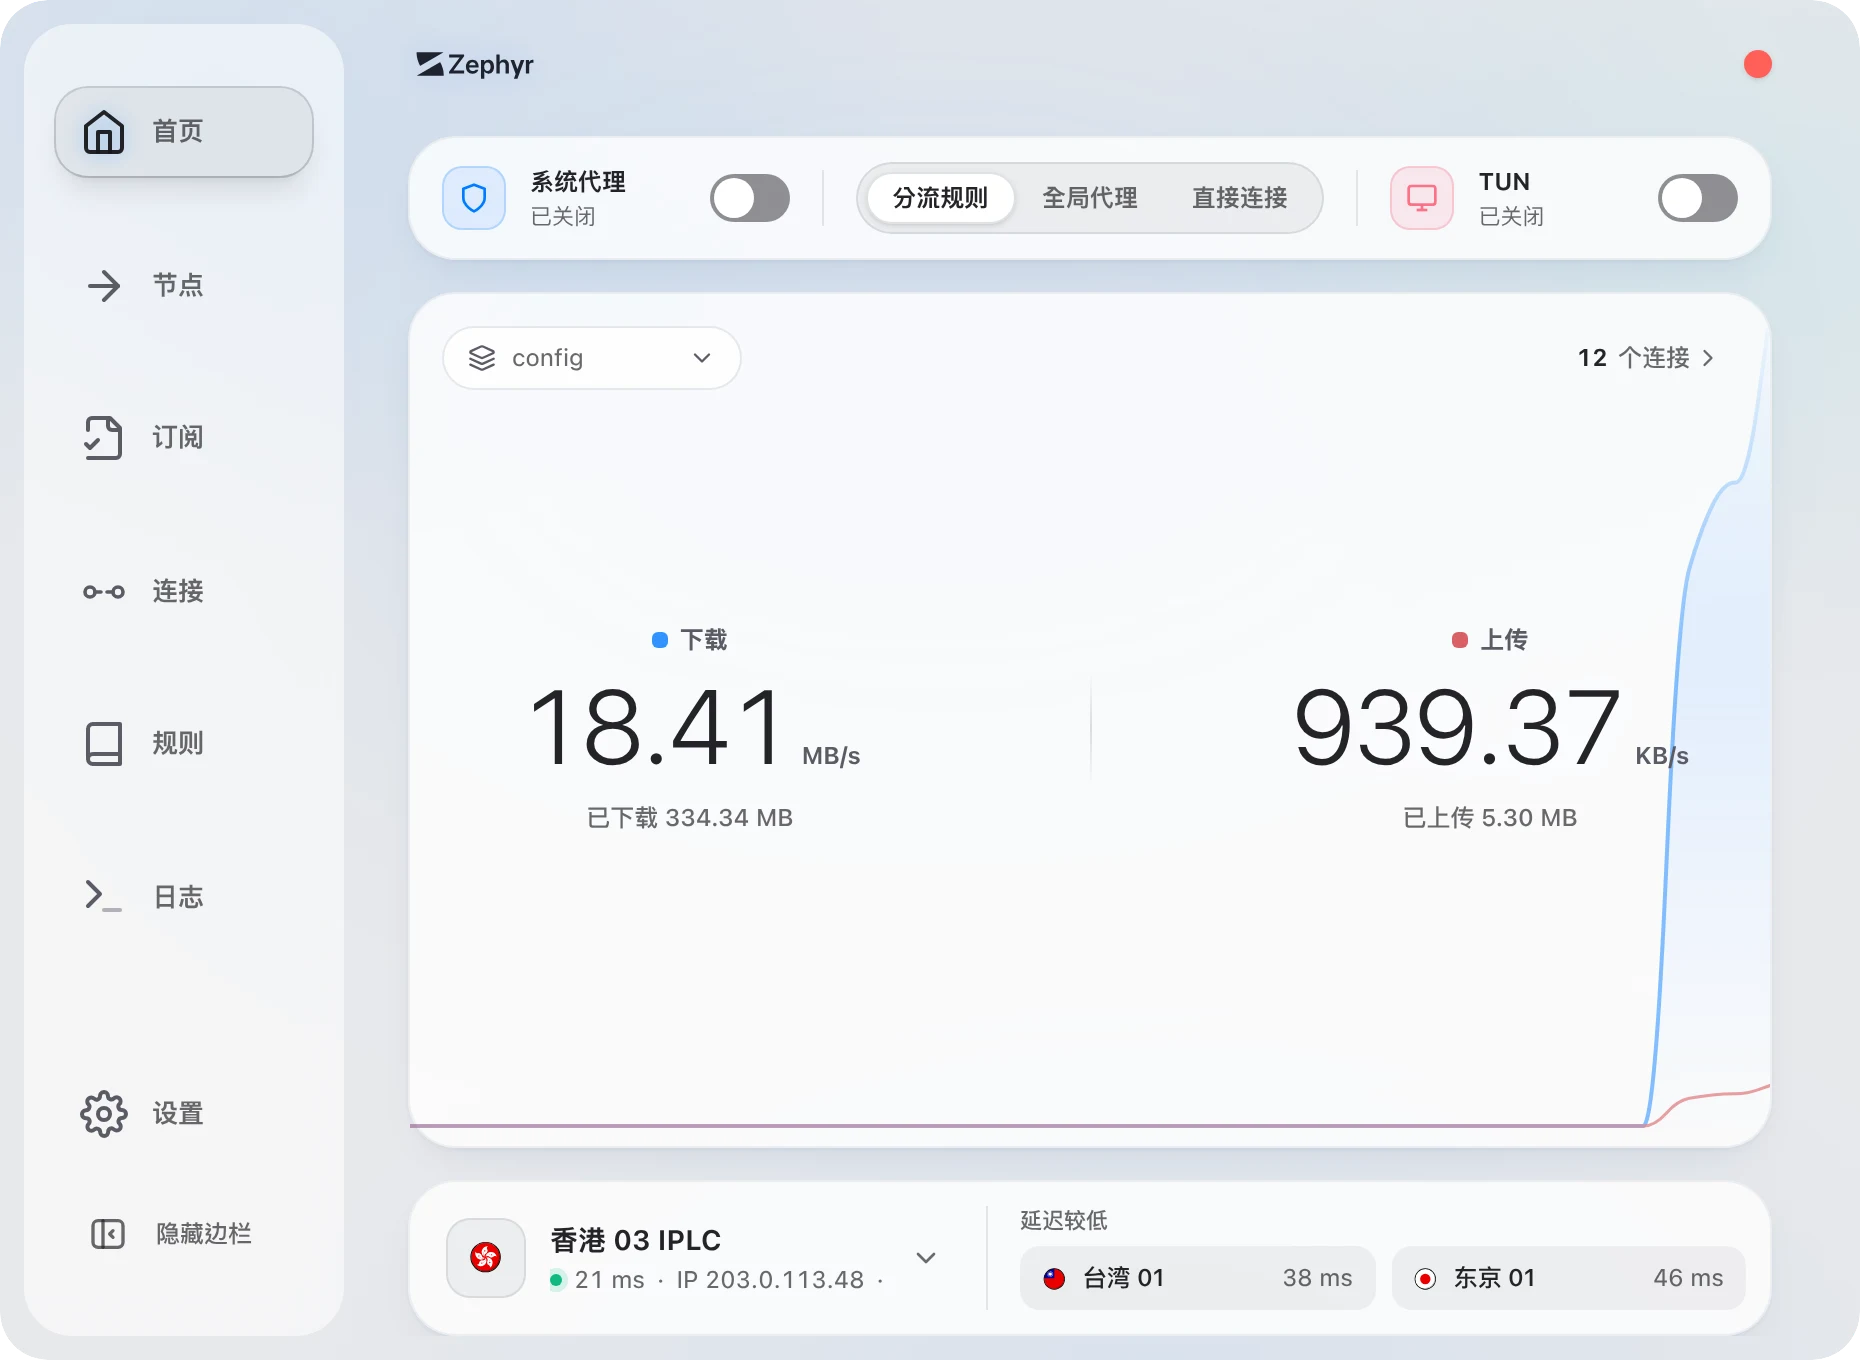 Zephyr
首页
节点
订阅
连接
规则
日志
设置
隐藏边栏
系统代理
已关闭
分流规则 全局代理 直接连接
TUN
已关闭
config
12 个连接
下载
18.41 MB/s
已下载 334.34 MB
上传
939.37 KB/s
已上传 5.30 MB
香港 03 IPLC
21 ms · IP 203.0.113.48 ·
延迟较低
台湾 01 38 ms
东京 01 46 ms